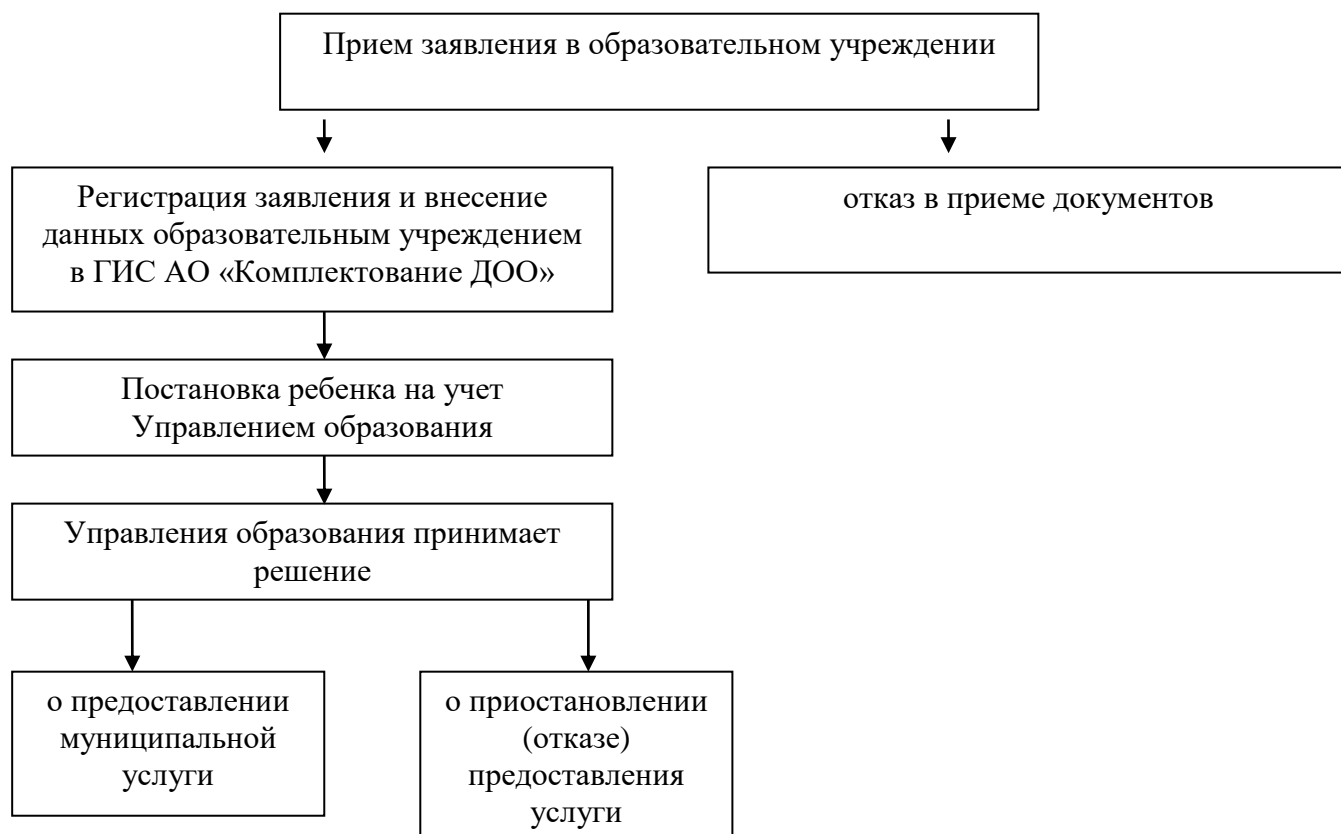 Прием заявления в образовательном учреждении
Регистрация заявления и внесение
данных образовательным учреждением
в ГИС АО «Комплектование ДОО»
отказ в приеме документов
Постановка ребенка на учет
Управлением образования
Управления образования принимает
решение
о предоставлении
муниципальной
услуги
о приостановлении
(отказе)
предоставления
услуги